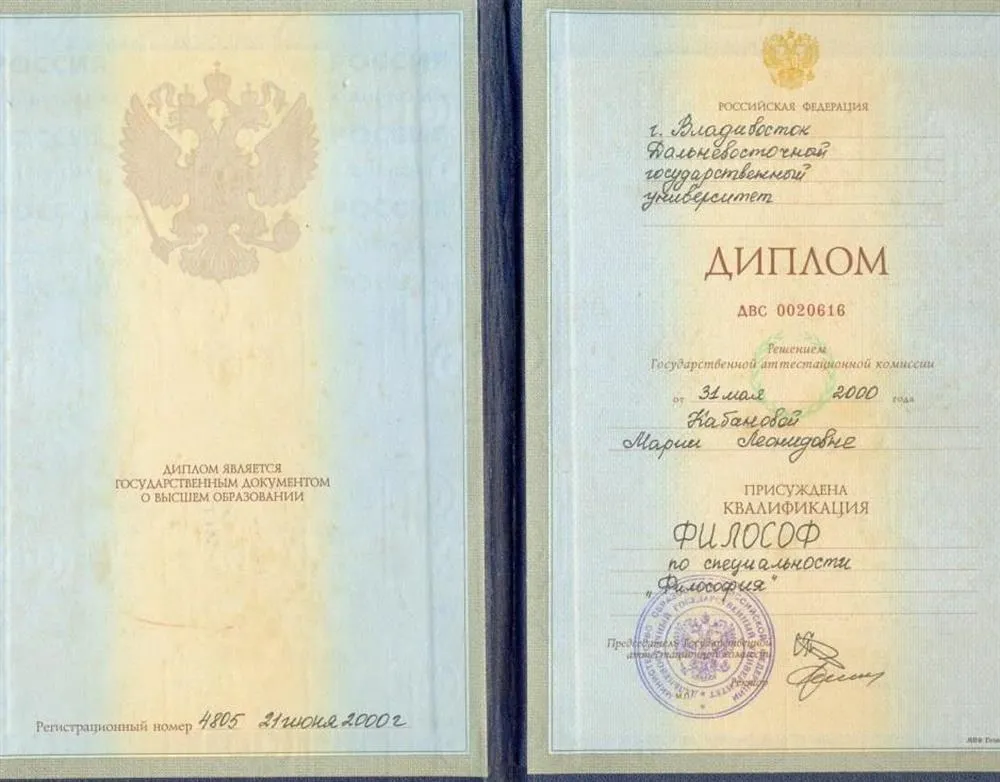 ДИПЛОМ ЯВЛЯЕТСЯ
ГОСУДАРСТВЕННЫМ ДОКУМЕНТОМ
О ВЫСШЕМ ОБРАЗОВАНИИ
Регистрационный номер 4805 21 июня 2000 г
РОССИЙСКАЯ ФЕДЕРАЦИЯ
г. Владивосток
Дальневосточный
государственный
университет
ДИПЛОМ
АВС 0020616
Решением
Государственной аттестационной комиссии
от 31 мая 2000 года
Кабановой
Марии Леонидовне
ПРИСУЖДЕНА
КВАЛИФИКАЦИЯ
ФИЛОСОФ
по специальности
"Философия"
Председатель Государственной
аттестационной комиссии
Ректор